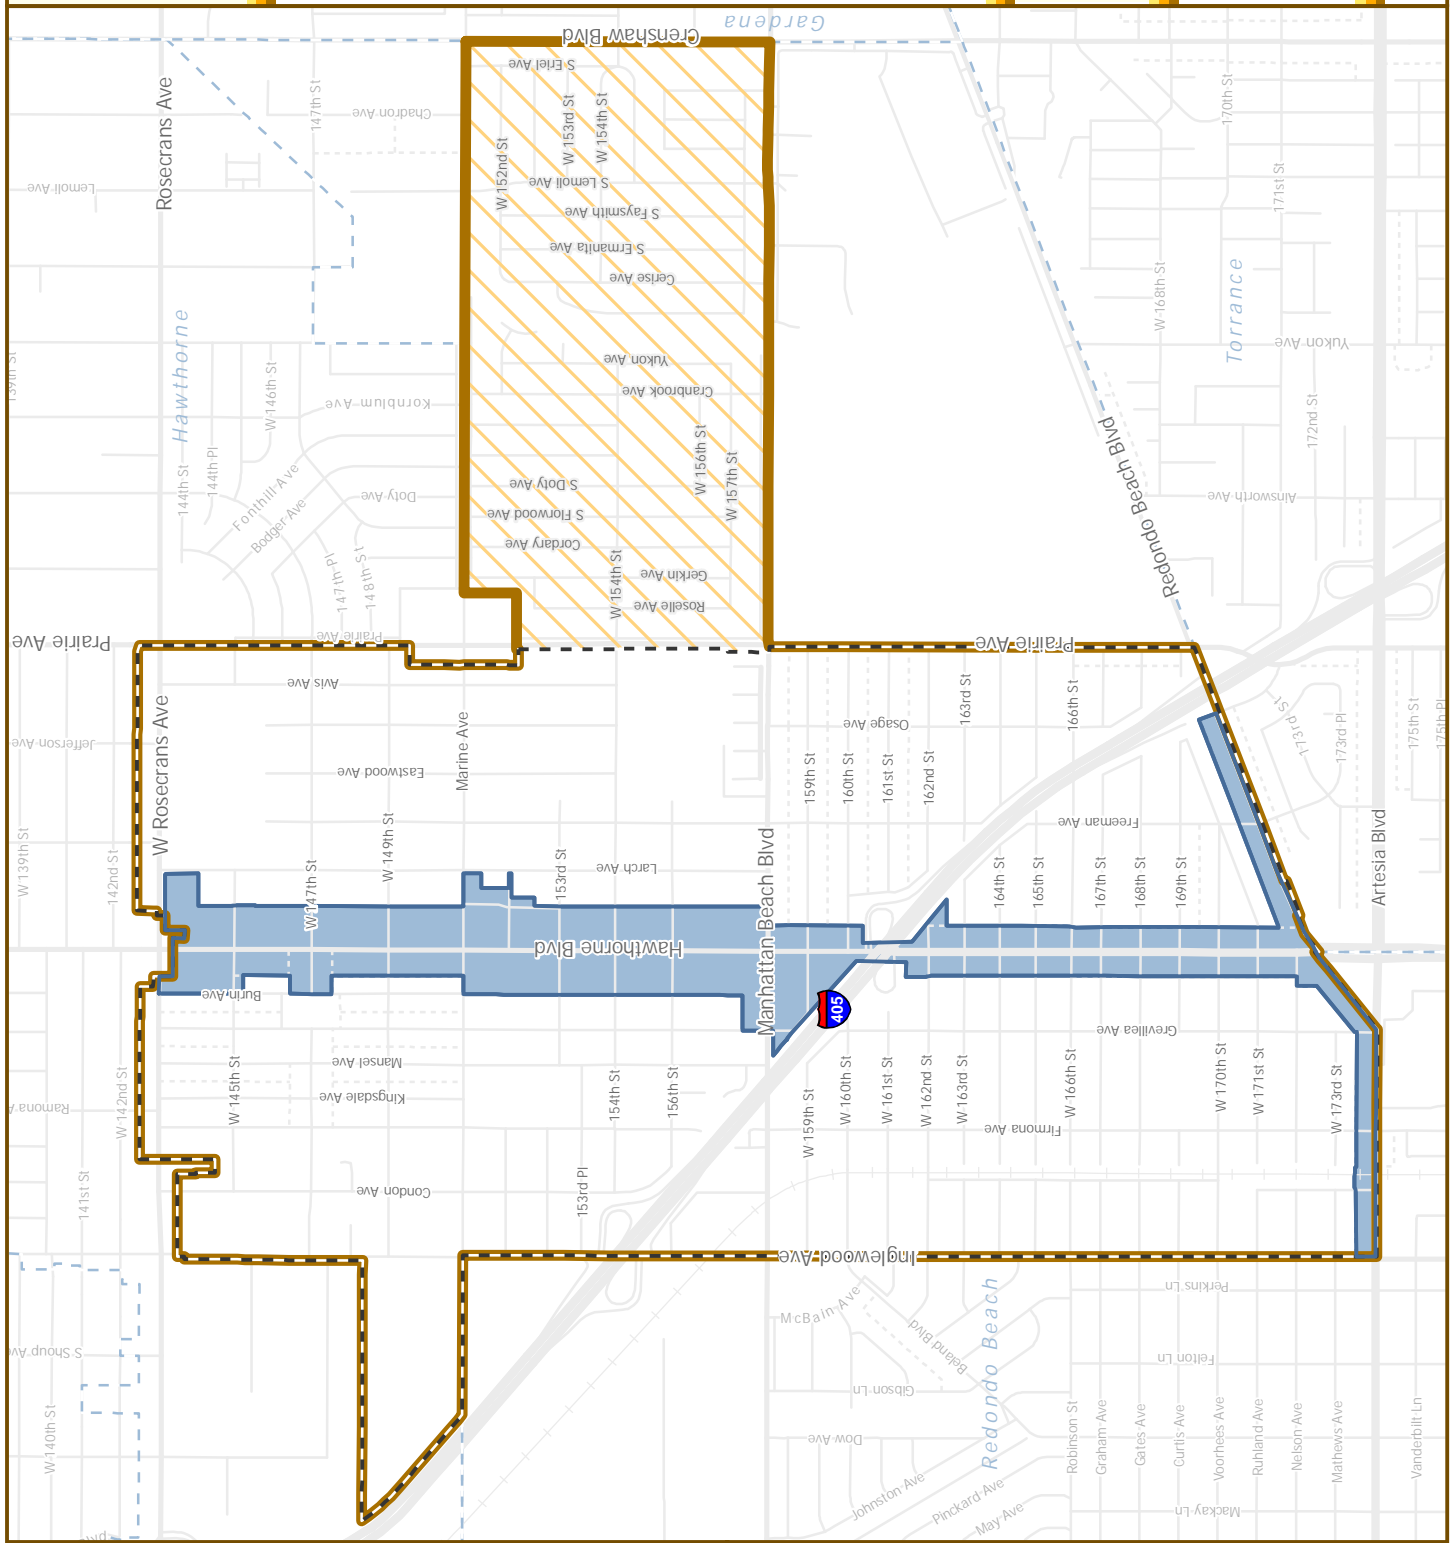 Gardena
Crenshaw Blvd
S Eriel Ave
Rosecrans Ave
147th St
Chadron Ave
W 153rd St
W 154th St
170th St
W 152nd St
Lemoli Ave
S Lemoli Ave
171st St
S Faysmith Ave
S Ermanita Ave
Cerise Ave
W 168th St
Torrance
Hawthorne
139th St
Yukon Ave
Yukon Ave
W 146th St
Kornblum Ave
Cranbrook Ave
172nd St
144th St
144th Pl
Fonthill Ave
Bodger Ave
Doty Ave
S Doty Ave
W 156th St
W 157th St
Redondo Beach Blvd
Ainsworth Ave
S Florwood Ave
Cordary Ave
147th Pl
148th St
W 154th St
Gerkin Ave
Roselle Ave
Prairie Ave
Prairie Ave
Prairie Ave
Avis Ave
163rd St
166th St
Osage Ave
173rd St
173rd Pl
175th St
175th Pl
Jefferson Ave
W Rosecrans Ave
Marine Ave
Eastwood Ave
159th St
160th St
161st St
162nd St
Freeman Ave
W 139th St
142nd St
W 149th St
W 147th St
153rd St
Larch Ave
Manhattan Beach Blvd
164th St
165th St
167th St
168th St
169th St
Artesia Blvd
Hawthorne Blvd
Burin Ave
405
Grevillea Ave
Mansel Ave
Kingsdale Ave
W 142nd St
W 145th St
Ramona A
154th St
156th St
W 159th St
W 160th St
W 161st St
W 162nd St
W 163rd St
W 166th St
W 170th St
W 171st St
W 173rd St
Firmona Ave
141st St
Condon Ave
153rd Pl
Inglewood Ave
McBain Ave
Beland Blvd
Redondo Beach
Perkins Ln
S Shoup Ave
Felton Ln
Gibson Ln
W 140th St
Dow Ave
Robinson St
Graham Ave
Gates Ave
Curtis Ave
Voorhees Ave
Ruhland Ave
Nelson Ave
Mathews Ave
Vanderbilt Ln
Johnston Ave
Pinckard Ave
May Ave
Mackay Ln
lvd